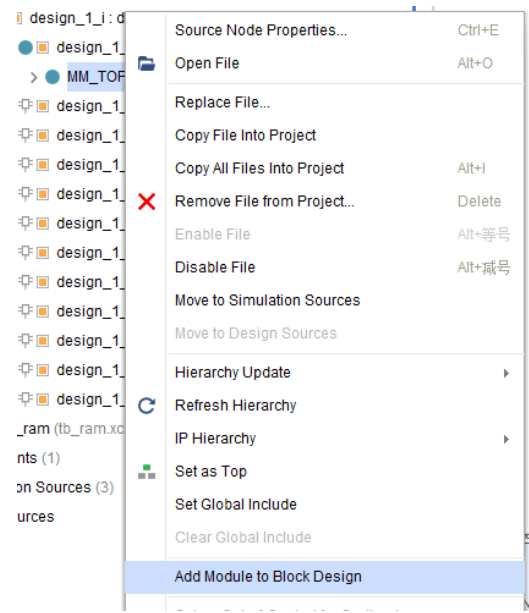 design_1_i : d
design_1_
MM_TOP
design_1_
design_1_
design_1_
design_1_
design_1_
design_1_
design_1_
design_1_
design_1_
design_1_
design_1_
_ram (tb_ram.xc
nts (1)
on Sources (3)
urces
Source Node Properties... Ctrl+E
Open File Alt+O
Replace File...
Copy File Into Project
Copy All Files Into Project Alt+I
Remove File from Project... Delete
Enable File Alt+等号
Disable File Alt+减号
Move to Simulation Sources
Move to Design Sources
Hierarchy Update
Refresh Hierarchy
IP Hierarchy
Set as Top
Set Global Include
Clear Global Include
Add Module to Block Design